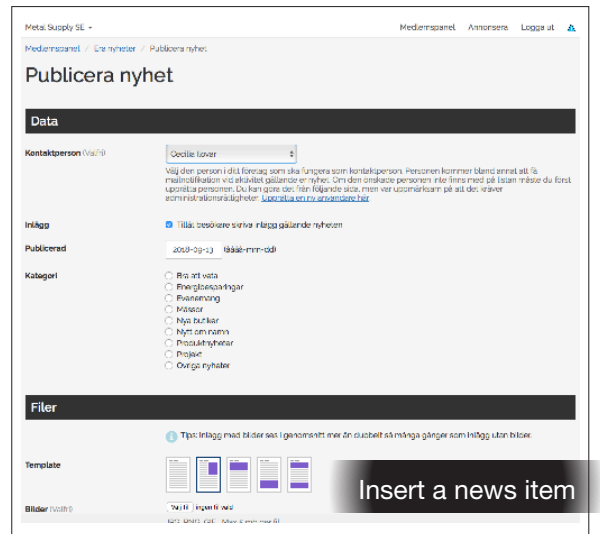 Metal Supply SE
Medlemspanel Annonsera Logga ut
Medlemspanel / Era nyheter / Publicera nyhet
Publicera nyhet
Data
Kontaktperson (Valfri)
Cecilie Lovar
Välj den person i ditt företag som ska fungera som kontaktperson. Personen kommer bland annat att få
mailnotifikation vid aktivitet gällande er nyhet. Om den önskade personen inte finns med på listan måste du först
upprätta personen. Du kan göra det från följande sida, men var uppmärksam på att det kräver
administrationsrättigheter. Upprätta en ny användare här
Inlägg
Tillåt besökare skriva inlägg gällande nyheten
Publicerad
2018-09-13 (åååå-mm-dd)
Kategori
Bra att veta
Energibesparingar
Evenemang
Mässor
Nya butiker
Nytt om namn
Produktnyheter
Projekt
Övriga nyheter
Filer
Tips: Inlägg med bilder ses i genomsnitt mer än dubbelt så många gånger som inlägg utan bilder.
Template
Insert a news item
Bilder (Valfri)
Välj fil ingen fil vald